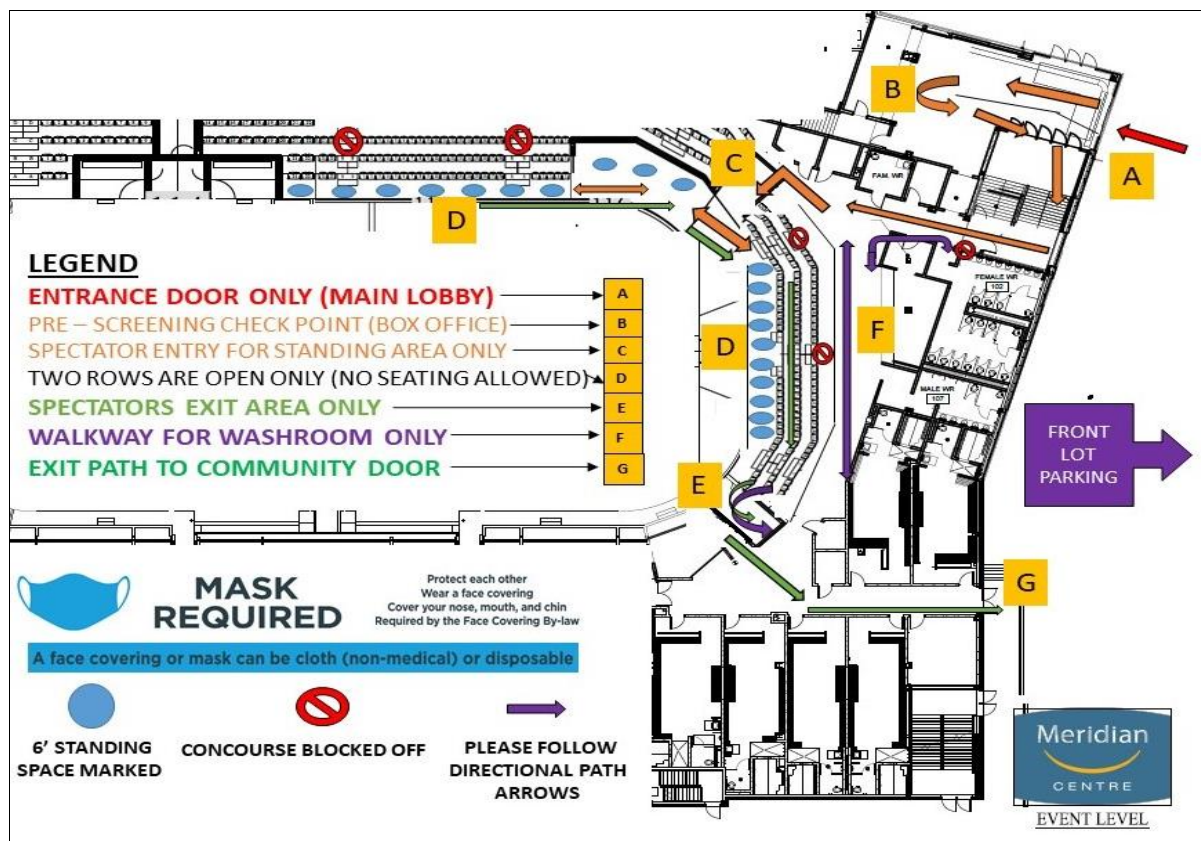 B
A
C
FAM. WR
D
FEMALE WR
102
D
F
MALE WR
107
E
G
FRONT
LOT
PARKING
LEGEND
ENTRANCE DOOR ONLY (MAIN LOBBY)
A
PRE – SCREENING CHECK POINT (BOX OFFICE)
B
SPECTATOR ENTRY FOR STANDING AREA ONLY
C
TWO ROWS ARE OPEN ONLY (NO SEATING ALLOWED)
D
SPECTATORS EXIT AREA ONLY
E
WALKWAY FOR WASHROOM ONLY
F
EXIT PATH TO COMMUNITY DOOR
G
MASK
REQUIRED
Protect each other
Wear a face covering
Cover your nose, mouth, and chin
Required by the Face Covering By-law
A face covering or mask can be cloth (non-medical) or disposable
6’ STANDING
SPACE MARKED
CONCOURSE BLOCKED OFF
PLEASE FOLLOW
DIRECTIONAL PATH
ARROWS
Meridian
CENTRE
EVENT LEVEL